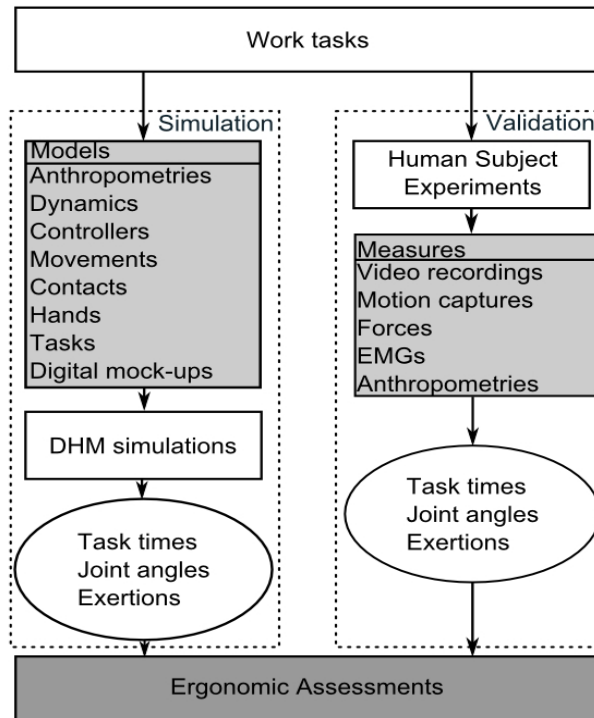 Work tasks
Simulation
Models
Anthropometries
Dynamics
Controllers
Movements
Contacts
Hands
Tasks
Digital mock-ups
DHM simulations
Task times
Joint angles
Exertions
Validation
Human Subject
Experiments
Measures
Video recordings
Motion captures
Forces
EMGs
Anthropometries
Task times
Joint angles
Exertions
Ergonomic Assessments